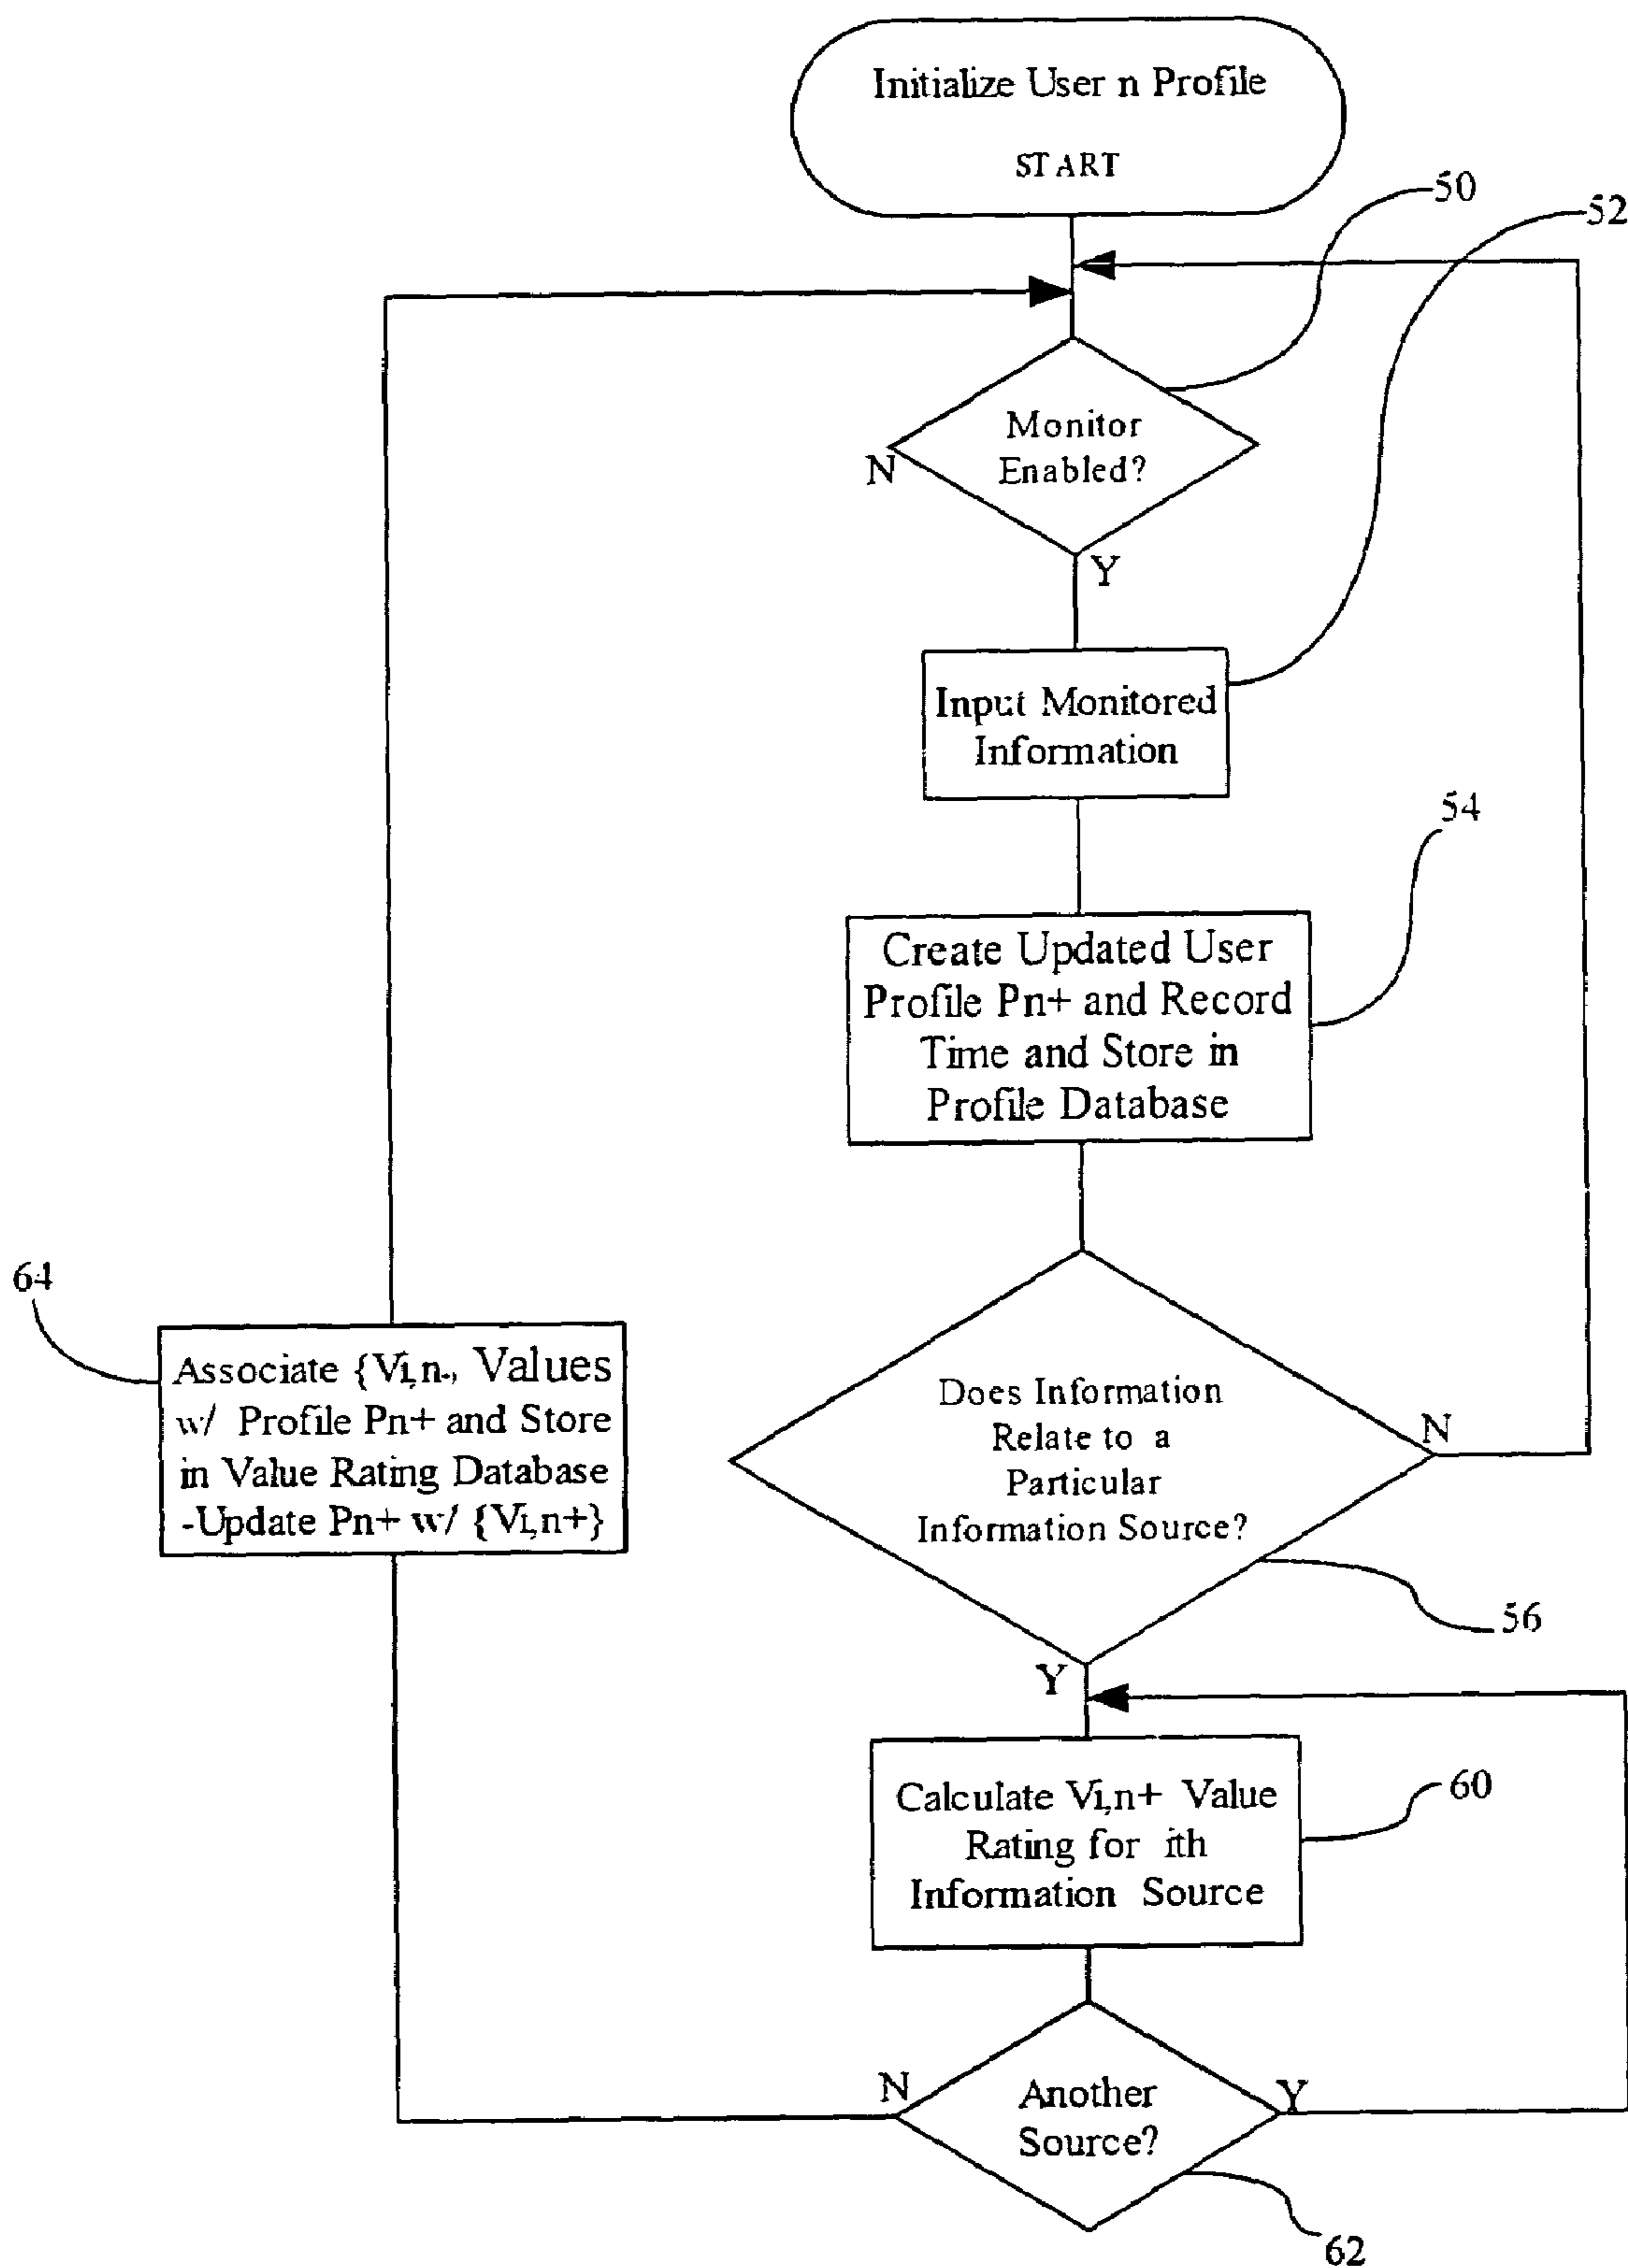 Initialize User n Profile
START
50
52
Monitor
Enabled?
N
Y
Input Monitored
Information
54
Create Updated User
Profile Pn+ and Record
Time and Store in
Profile Database
64
Associate {Vi,n., Values
w/ Profile Pn+ and Store
in Value Rating Database
-Update Pn+ w/ {Vi,n+}
Does Information
Relate to a
Particular
Information Source?
N
56
Y
Calculate Vi,n+ Value
Rating for ith
Information Source
60
N
Another
Source?
Y
62